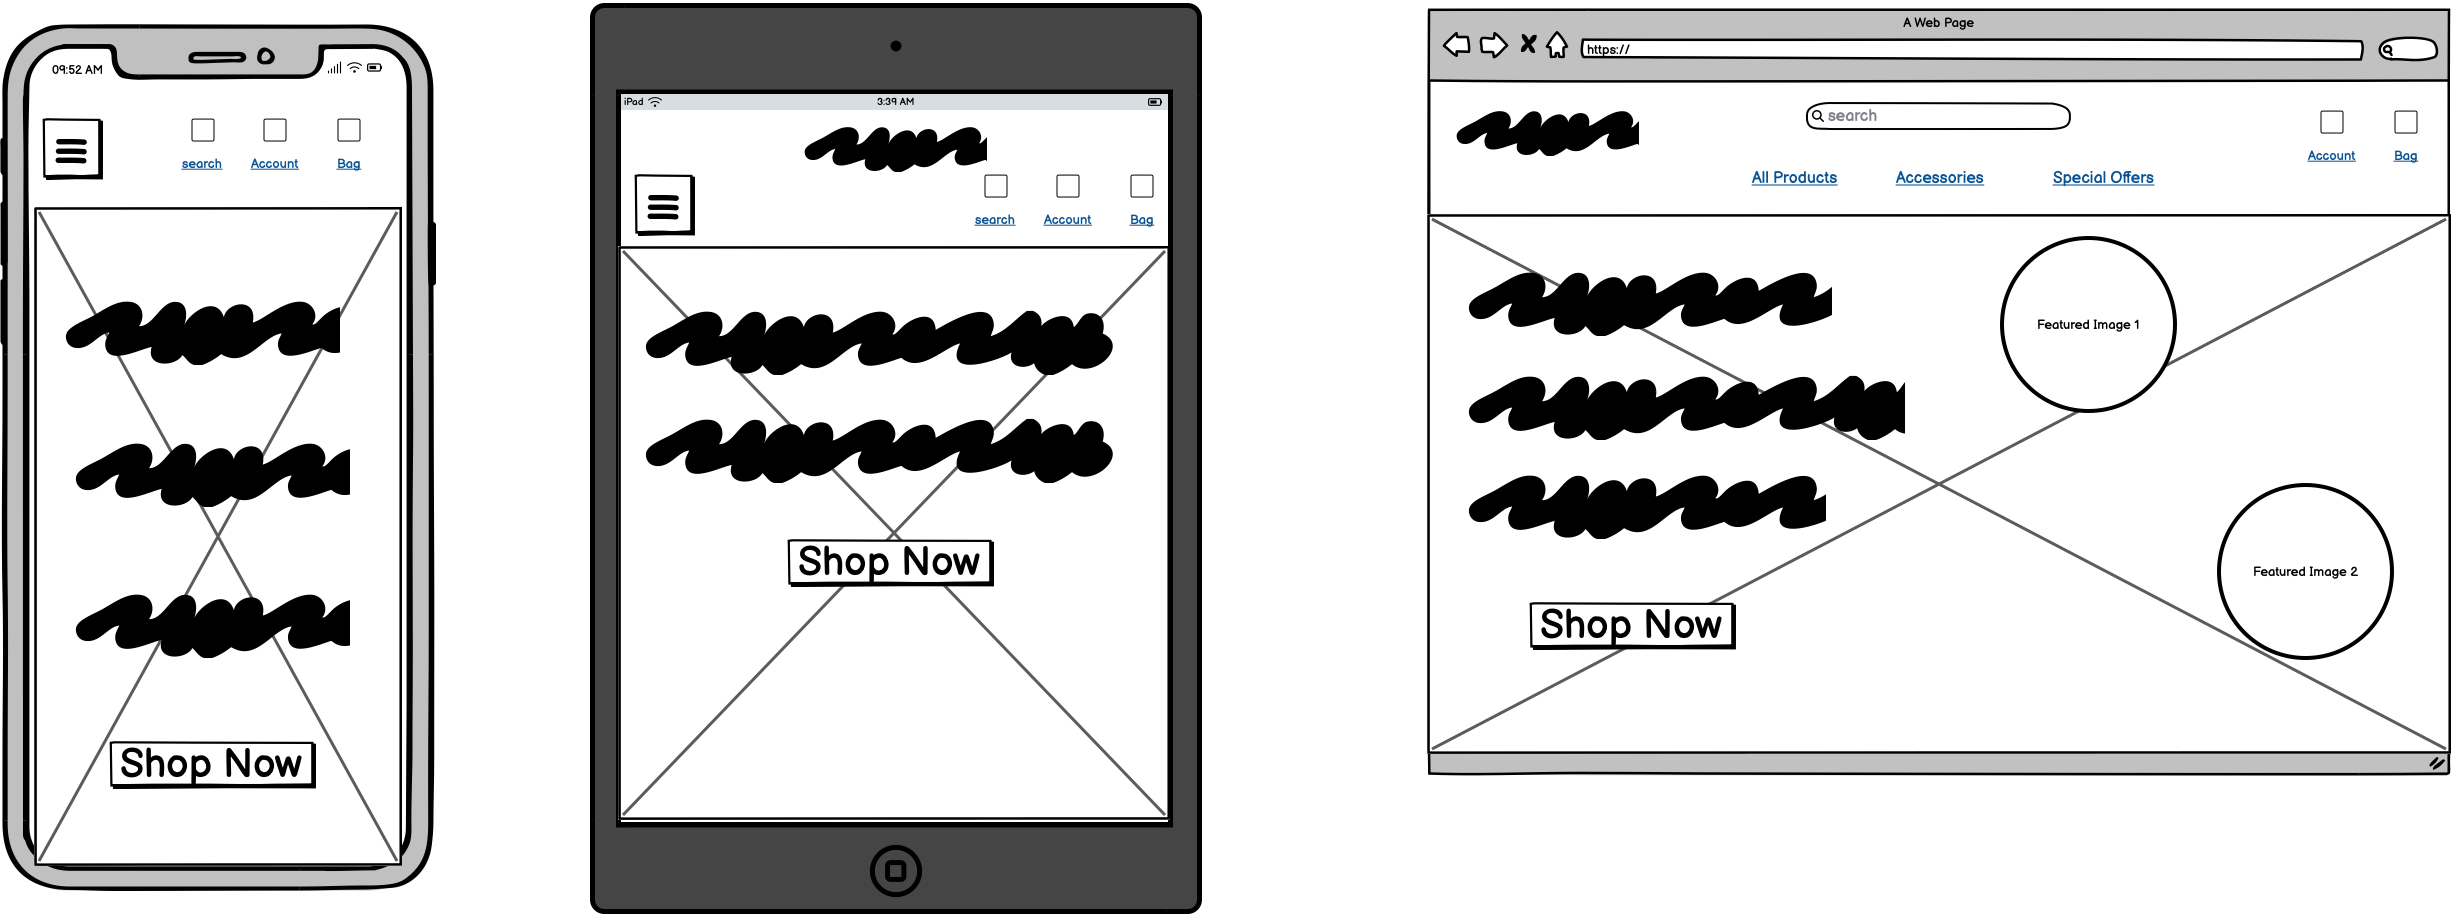 09:52 AM
search Account Bag
Shop Now
iPad 3:39 AM
search Account Bag
Shop Now
A Web Page
https://
search
Account Bag
All Products Accessories Special Offers
Featured Image 1
Featured Image 2
Shop Now